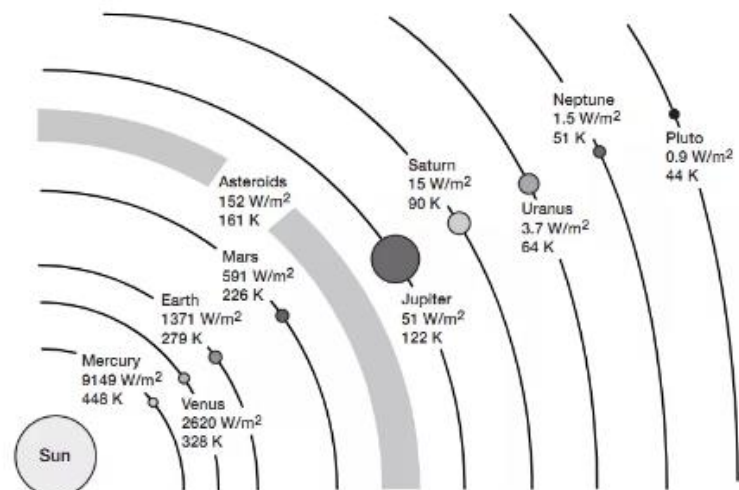 Neptune
1.5 W/m²
51 K
Pluto
0.9 W/m²
44 K
Saturn
15 W/m²
90 K
Uranus
3.7 W/m²
64 K
Asteroids
152 W/m²
161 K
Mars
591 W/m²
226 K
Jupiter
51 W/m²
122 K
Earth
1371 W/m²
279 K
Mercury
9149 W/m²
448 K
Venus
2620 W/m²
328 K
Sun